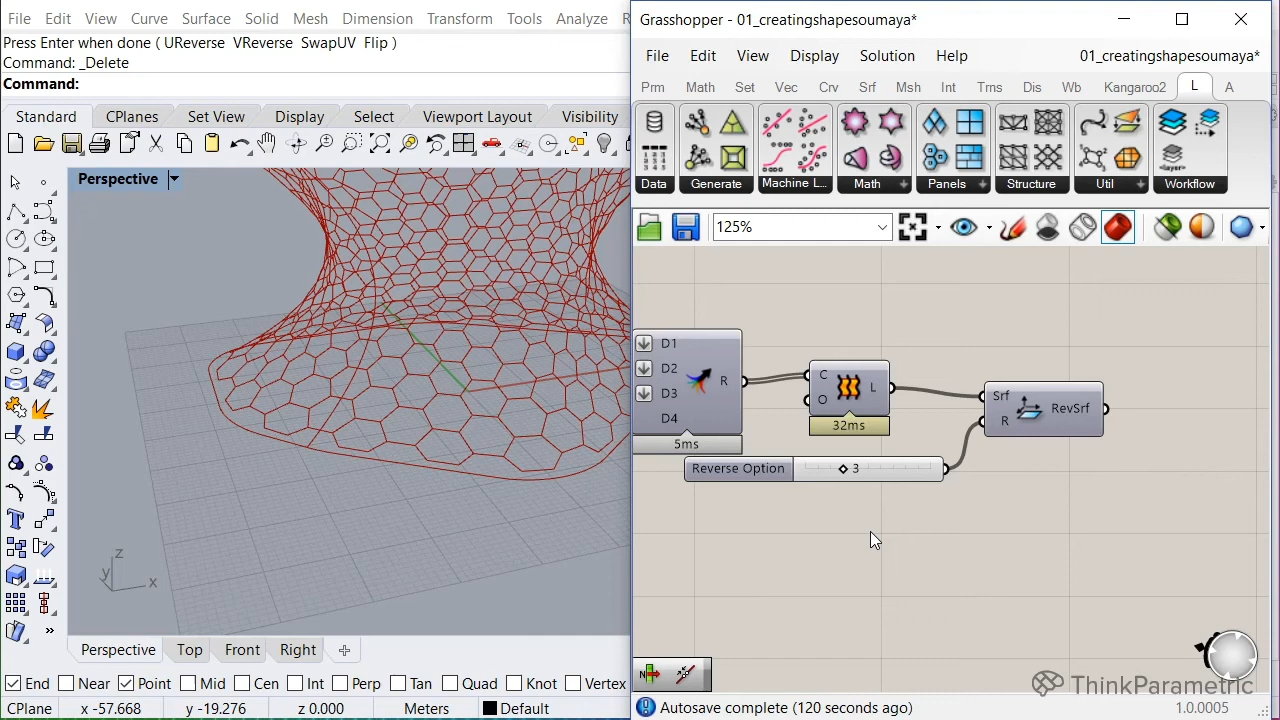 File Edit View Curve Surface Solid Mesh Dimension Transform Tools Analyze
Press Enter when done ( UReverse VReverse SwapUV Flip )
Command: _Delete
Command:
Standard CPlanes Set View Display Select Viewport Layout Visibility
Perspective
z
y
x
Perspective Top Front Right
End Near Point Mid Cen Int Perp Tan Quad Knot Vertex
CPlane x -57.668 y -19.276 z 0.000 Meters Default
Grasshopper - 01_creatingshapesoumaya*
File Edit View Display Solution Help 01_creatingshapesoumaya*
Prm Math Set Vec Crv Srf Msh Int Trns Dis Wb Kangaroo2 L A
Data Generate Machine L... Math Panels Structure Util Workflow
125%
D1
D2
D3
D4
R
5ms
C
O
L
32ms
Srf
R
RevSrf
Reverse Option 3
ThinkParametric
Autosave complete (120 seconds ago) 1.0.0005